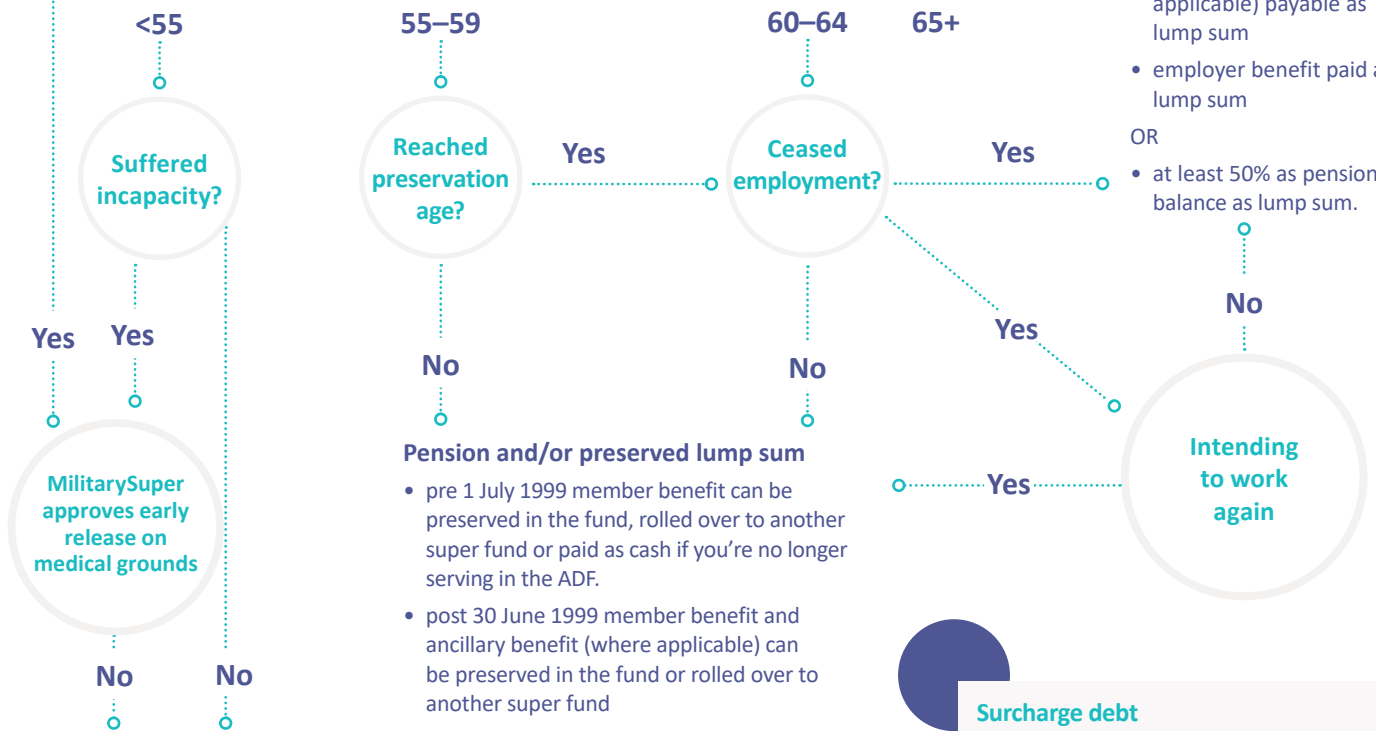 <55
55–59
60–64
65+
applicable) payable as
lump sum
• employer benefit paid
lump sum
OR
• at least 50% as pension
balance as lump sum.
Suffered
incapacity?
Reached
preservation
age?
Yes
Ceased
employment?
Yes
Yes
Yes
No
No
Yes
No
MilitarySuper
approves early
release on
medical grounds
Pension and/or preserved lump sum
• pre 1 July 1999 member benefit can be
preserved in the fund, rolled over to another
super fund or paid as cash if you’re no longer
serving in the ADF.
• post 30 June 1999 member benefit and
ancillary benefit (where applicable) can
be preserved in the fund or rolled over to
another super fund
Yes
Intending
to work
again
No
No
Surcharge debt